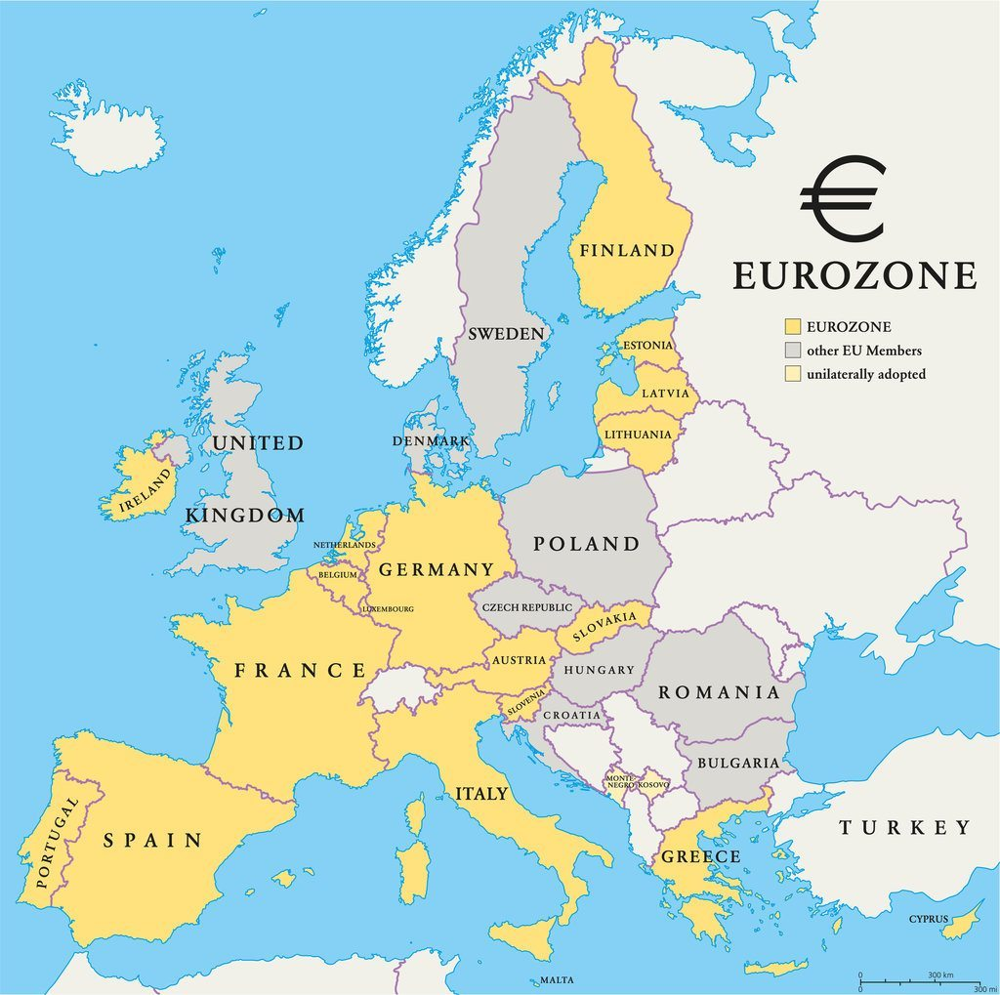 €
EUROZONE
EUROZONE
other EU Members
unilaterally adopted
FINLAND
SWEDEN
ESTONIA
LATVIA
LITHUANIA
DENMARK
UNITED
KINGDOM
IRELAND
NETHERLANDS
BELGIUM
LUXEMBOURG
GERMANY
POLAND
CZECH REPUBLIC
SLOVAKIA
AUSTRIA
HUNGARY
FRANCE
SLOVENIA
CROATIA
ROMANIA
BULGARIA
MONTE-
NEGRO
KOSOVO
ITALY
PORTUGAL
SPAIN
GREECE
TURKEY
CYPRUS
MALTA
0 300 km
0 300 mi